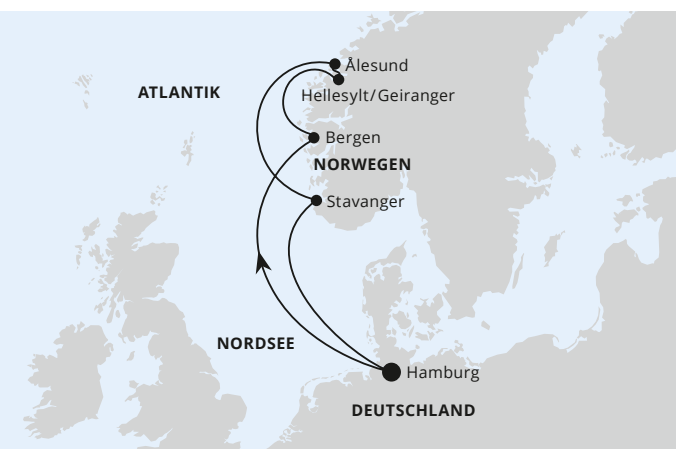 Ålesund
ATLANTIK
Hellesylt/Geiranger
Bergen
NORWEGEN
Stavanger
NORDSEE
Hamburg
DEUTSCHLAND